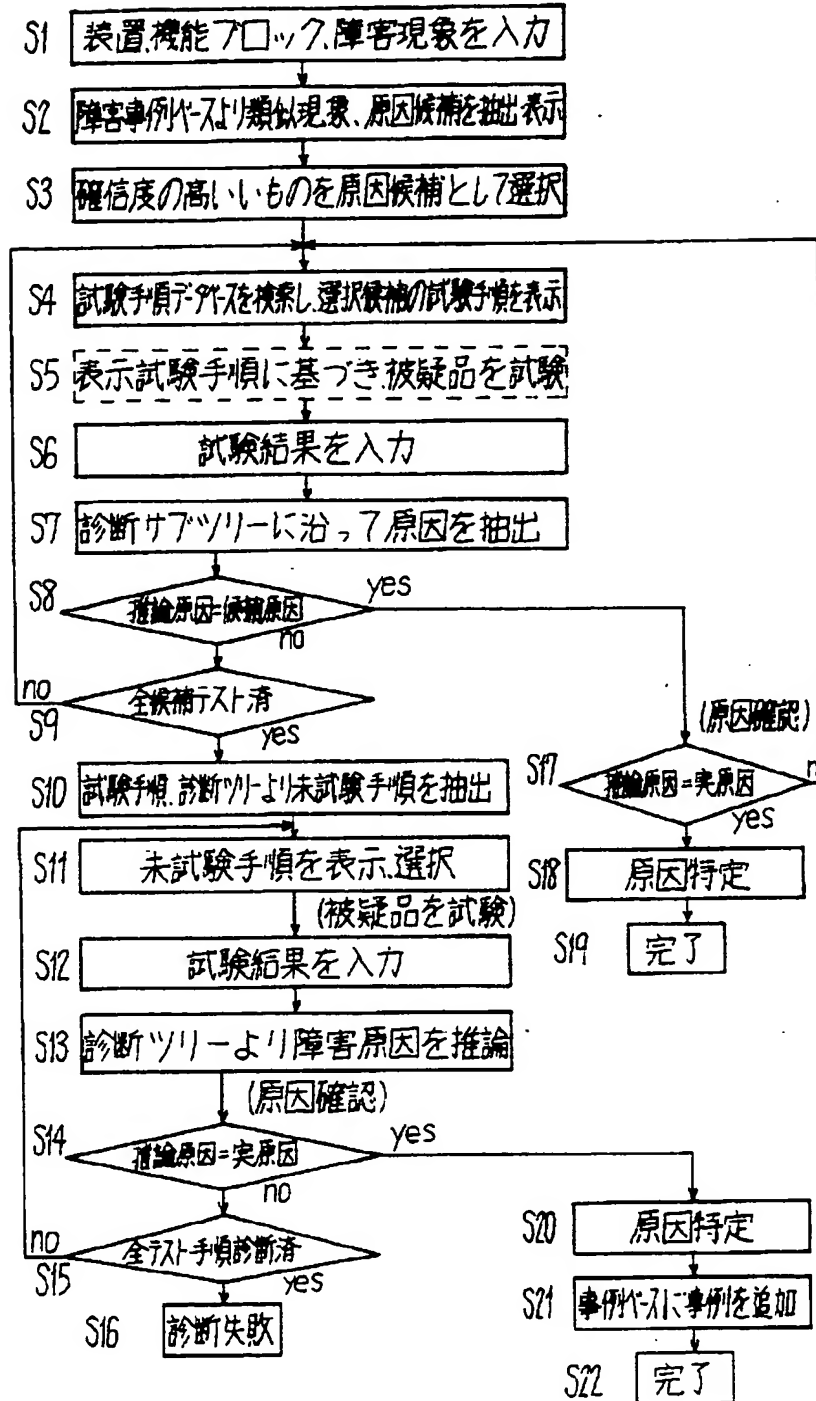 S1 装置、機能ブロック、障害現象を入力
S2 障害事例ベースより類似現象、原因候補を抽出表示
S3 確信度の高いいものを原因候補として選択
S4 試験手順データベースを検索し、選択候補の試験手順を表示
S5 表示試験手順に基づき、被疑品を試験
S6 試験結果を入力
S7 診断サブツリーに沿って原因を抽出
S8 推論原因=候補原因
yes
no
no
S9 全候補テスト済
yes
(原因確認)
S10 試験手順、診断ツリーより未試験手順を抽出
S17 推論原因=実原因
n
yes
S11 未試験手順を表示、選択
S18 原因特定
(被疑品を試験)
S12 試験結果を入力
S19 完了
S13 診断ツリーより障害原因を推論
(原因確認)
S14 推論原因=実原因
yes
no
no
S15 全テスト手順診断済
yes
S20 原因特定
S16 診断失敗
S21 事例ベースに事例を追加
S22 完了